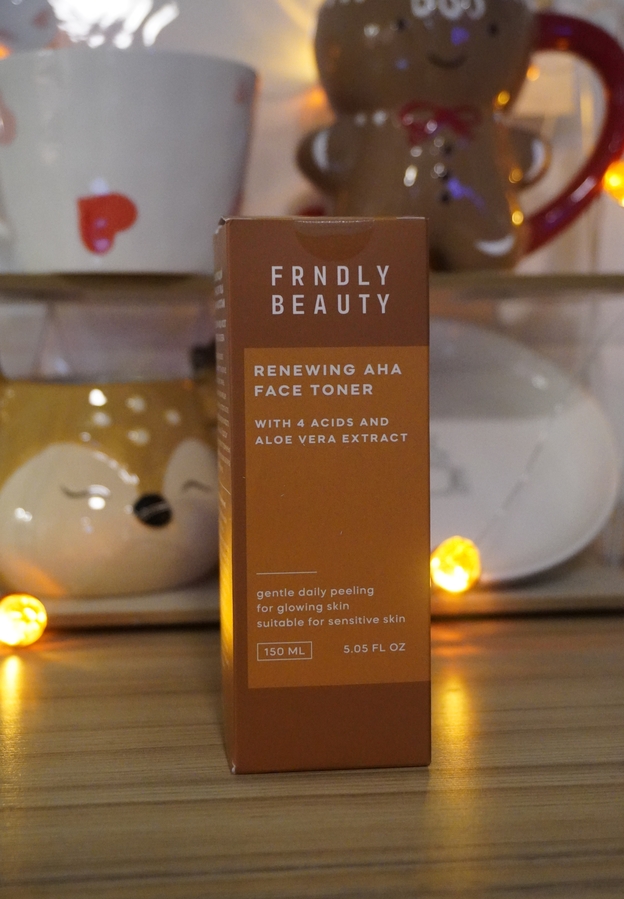 FRNDLY
BEAUTY
RENEWING AHA
FACE TONER
WITH 4 ACIDS AND
ALOE VERA EXTRACT
gentle daily peeling
for glowing skin
suitable for sensitive skin
150 ML 5.05 FL OZ